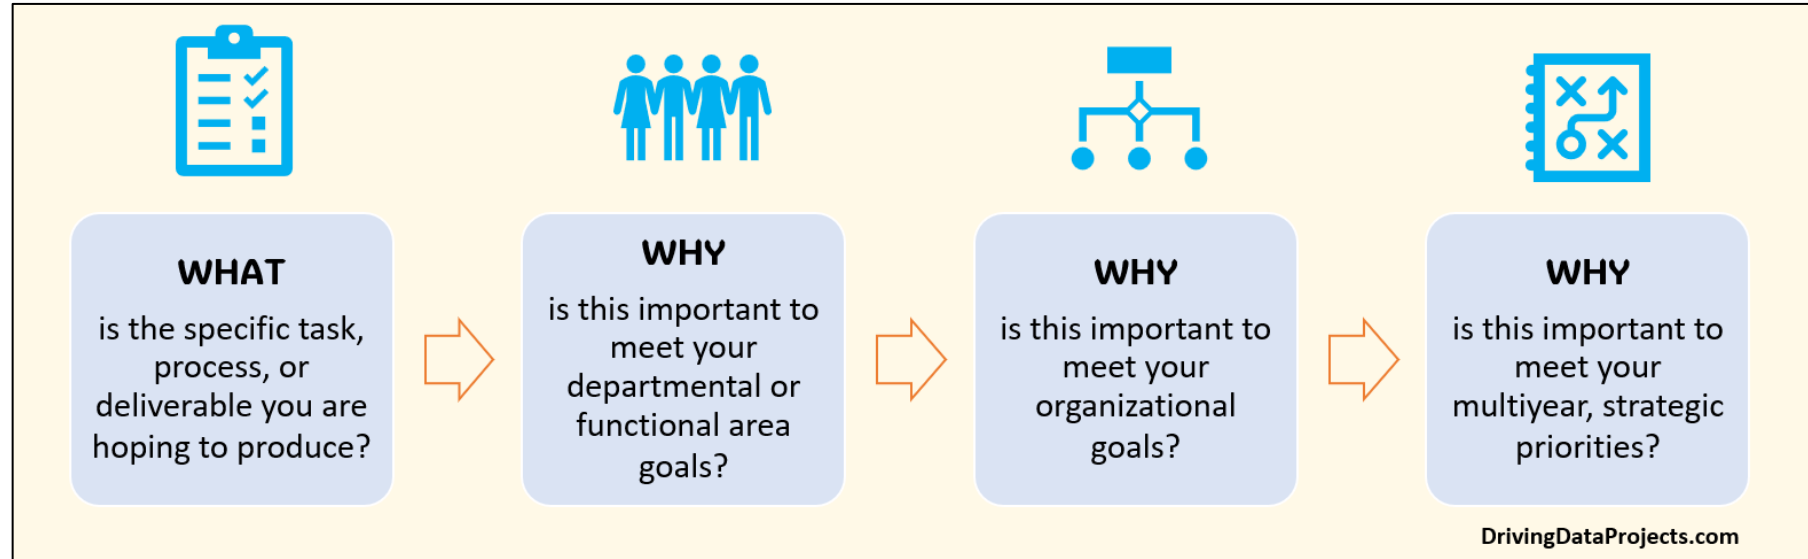 WHAT
is the specific task,
process, or
deliverable you are
hoping to produce?
WHY
is this important to
meet your
departmental or
functional area
goals?
WHY
is this important to
meet your
organizational
goals?
WHY
is this important to
meet your
multiyear, strategic
priorities?
DrivingDataProjects.com